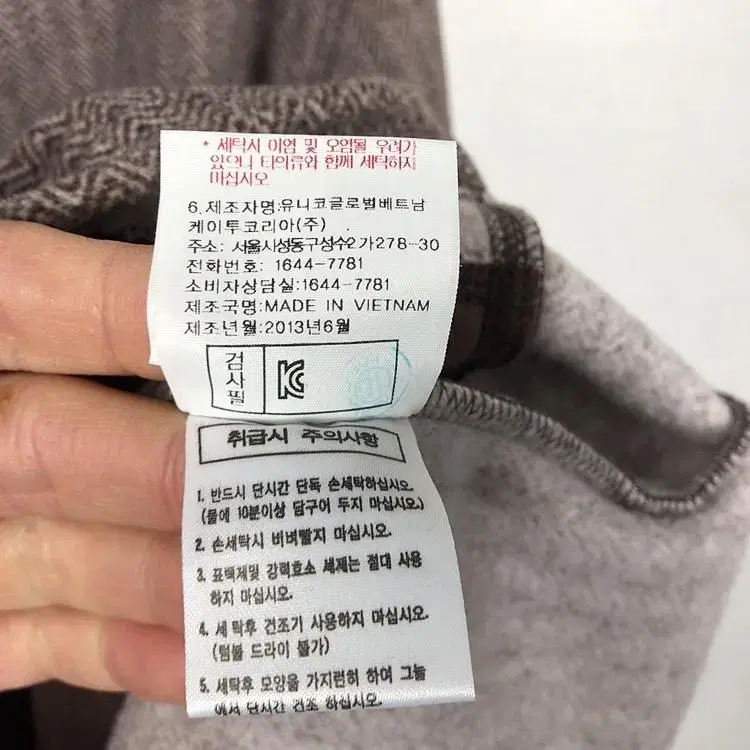 * 세탁시 이염 및 오염될 우려가
있으니 타의류와 함께 세탁하지
마십시오
6.제조자명:유니코글로벌베트남
케이투코리아(주)
주소: 서울시성동구성수2가278-30
전화번호: 1644-7781
소비자상담실:1644-7781
제조국명:MADE IN VIETNAM
제조년월:2013년6월
검사필
취급시 주의사항
1. 반드시 단시간 단독 손세탁하십시오.
(물에 10분이상 담구어 두지 마십시오.)
2. 손세탁시 비벼빨지 마십시오.
3. 표백제및 강력효소 세제는 절대 사용
하지 마십시오.
4. 세탁후 건조기 사용하지 마십시오.
(텀블 드라이 불가)
5. 세탁후 모양을 가지런히 하여 그늘
에서 단시간 건조 하십시오.